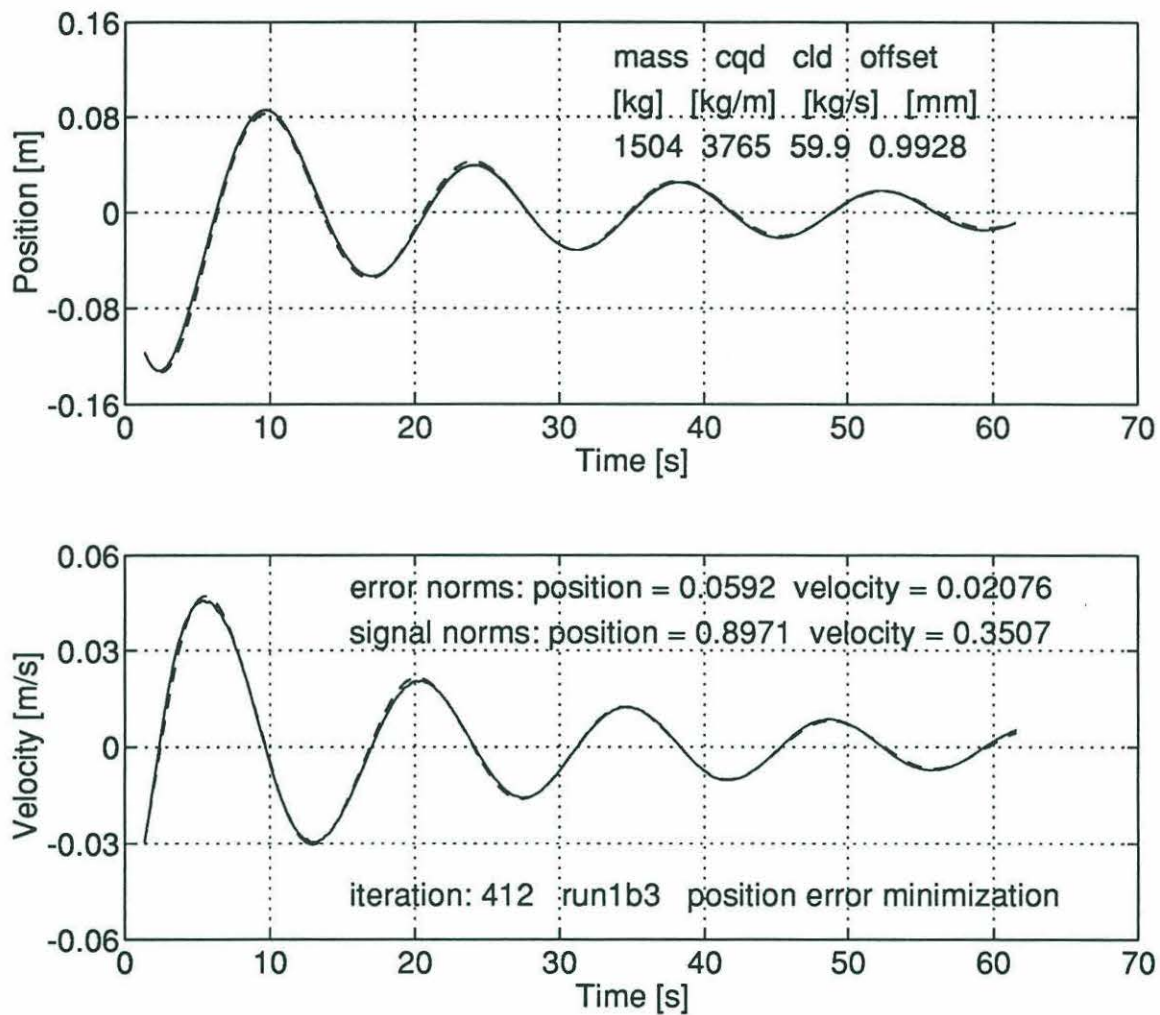 0.16
0.08
0
-0.08
-0.16
Position [m]
mass cqd cld offset
[kg] [kg/m] [kg/s] [mm]
1504 3765 59.9 0.9928
0 10 20 30 40 50 60 70
Time [s]
0.06
0.03
0
-0.03
-0.06
Velocity [m/s]
error norms: position = 0.0592 velocity = 0.02076
signal norms: position = 0.8971 velocity = 0.3507
iteration: 412 run1b3 position error minimization
0 10 20 30 40 50 60 70
Time [s]